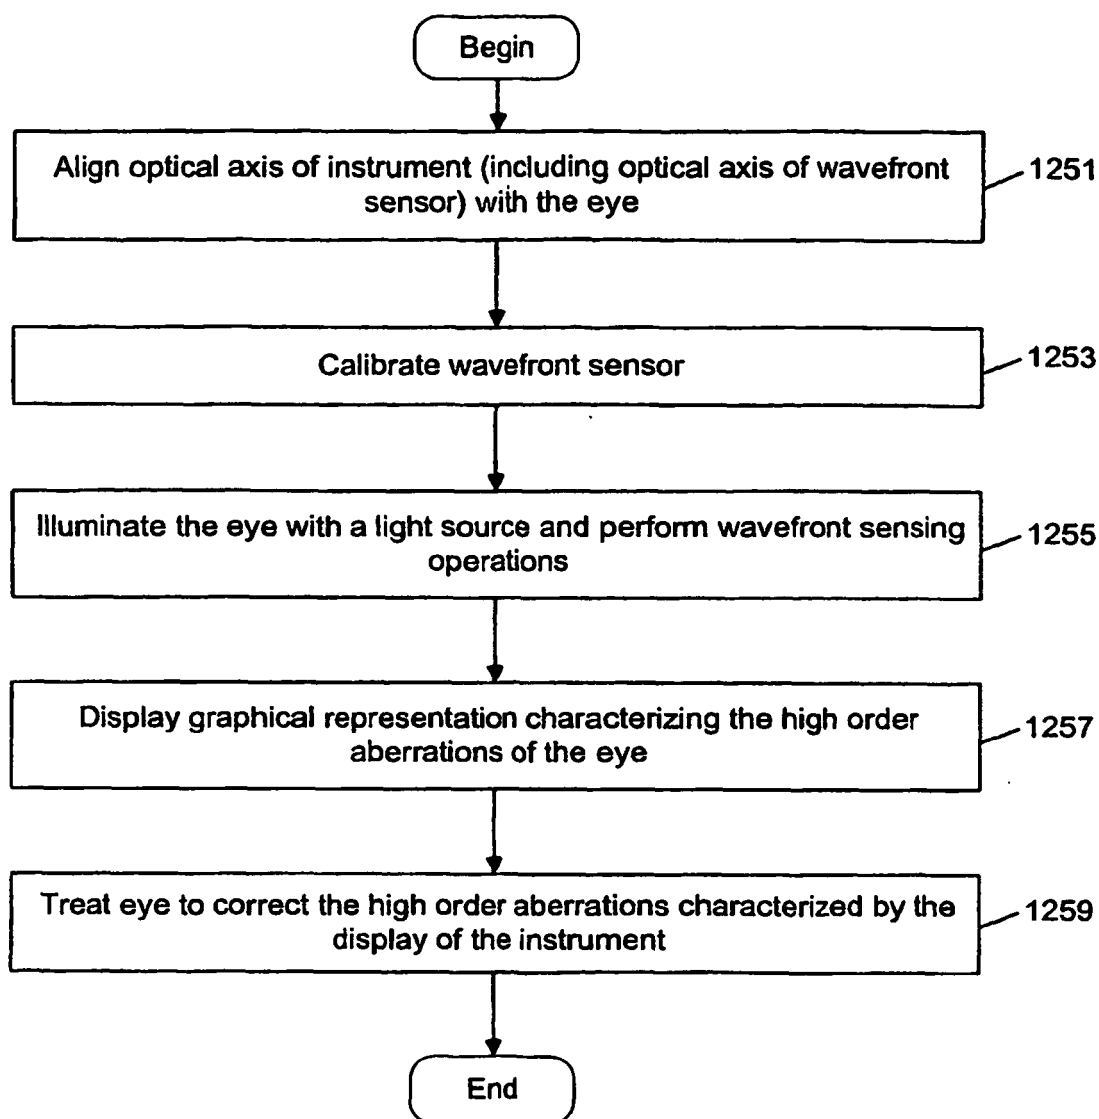 Begin
Align optical axis of instrument (including optical axis of wavefront
sensor) with the eye
1251
Calibrate wavefront sensor
1253
Illuminate the eye with a light source and perform wavefront sensing
operations
1255
Display graphical representation characterizing the high order
aberrations of the eye
1257
Treat eye to correct the high order aberrations characterized by the
display of the instrument
1259
End